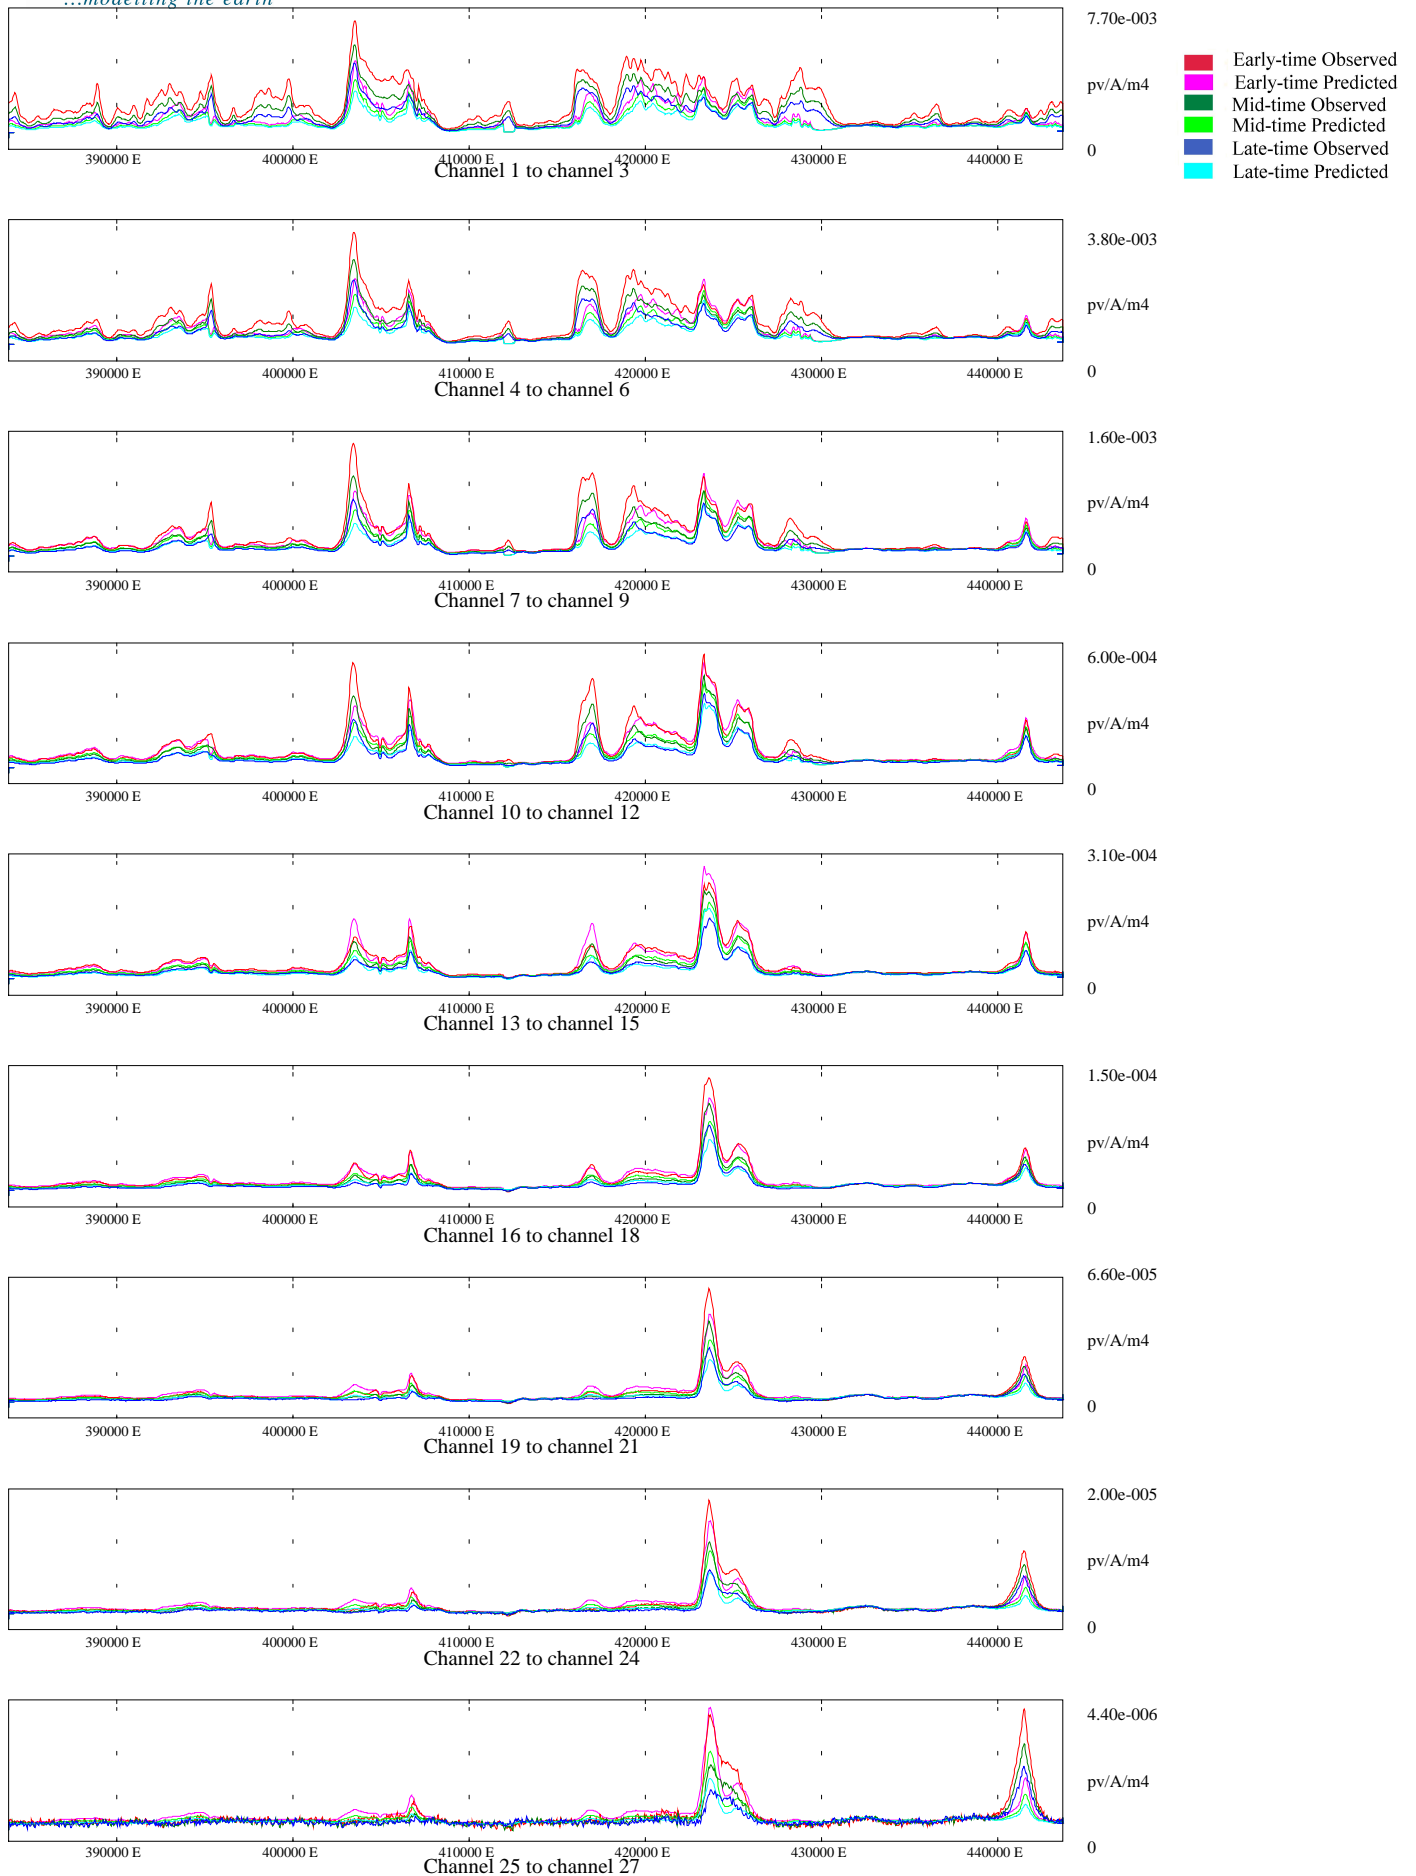 ...modelling the earth
7.70e-003
pv/A/m4
0
390000 E 400000 E 410000 E 420000 E 430000 E 440000 E
Channel 1 to channel 3
Early-time Observed
Early-time Predicted
Mid-time Observed
Mid-time Predicted
Late-time Observed
Late-time Predicted
3.80e-003
pv/A/m4
0
390000 E 400000 E 410000 E 420000 E 430000 E 440000 E
Channel 4 to channel 6
1.60e-003
pv/A/m4
0
390000 E 400000 E 410000 E 420000 E 430000 E 440000 E
Channel 7 to channel 9
6.00e-004
pv/A/m4
0
390000 E 400000 E 410000 E 420000 E 430000 E 440000 E
Channel 10 to channel 12
3.10e-004
pv/A/m4
0
390000 E 400000 E 410000 E 420000 E 430000 E 440000 E
Channel 13 to channel 15
1.50e-004
pv/A/m4
0
390000 E 400000 E 410000 E 420000 E 430000 E 440000 E
Channel 16 to channel 18
6.60e-005
pv/A/m4
0
390000 E 400000 E 410000 E 420000 E 430000 E 440000 E
Channel 19 to channel 21
2.00e-005
pv/A/m4
0
390000 E 400000 E 410000 E 420000 E 430000 E 440000 E
Channel 22 to channel 24
4.40e-006
pv/A/m4
0
390000 E 400000 E 410000 E 420000 E 430000 E 440000 E
Channel 25 to channel 27